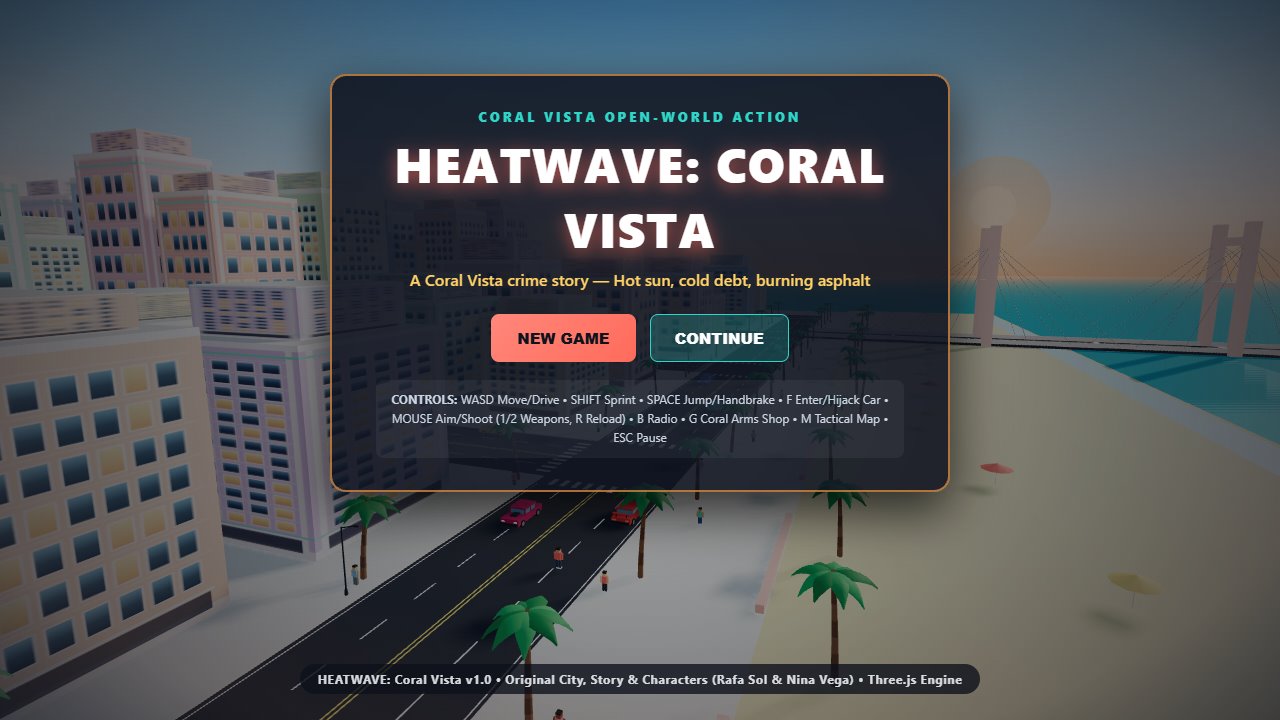 CORAL VISTA OPEN-WORLD ACTION
HEATWAVE: CORAL
VISTA
A Coral Vista crime story — Hot sun, cold debt, burning asphalt
NEW GAME
CONTINUE
CONTROLS: WASD Move/Drive • SHIFT Sprint • SPACE Jump/Handbrake • F Enter/Hijack Car •
MOUSE Aim/Shoot (1/2 Weapons, R Reload) • B Radio • G Coral Arms Shop • M Tactical Map •
ESC Pause
HEATWAVE: Coral Vista v1.0 • Original City, Story & Characters (Rafa Sol & Nina Vega) • Three.js Engine